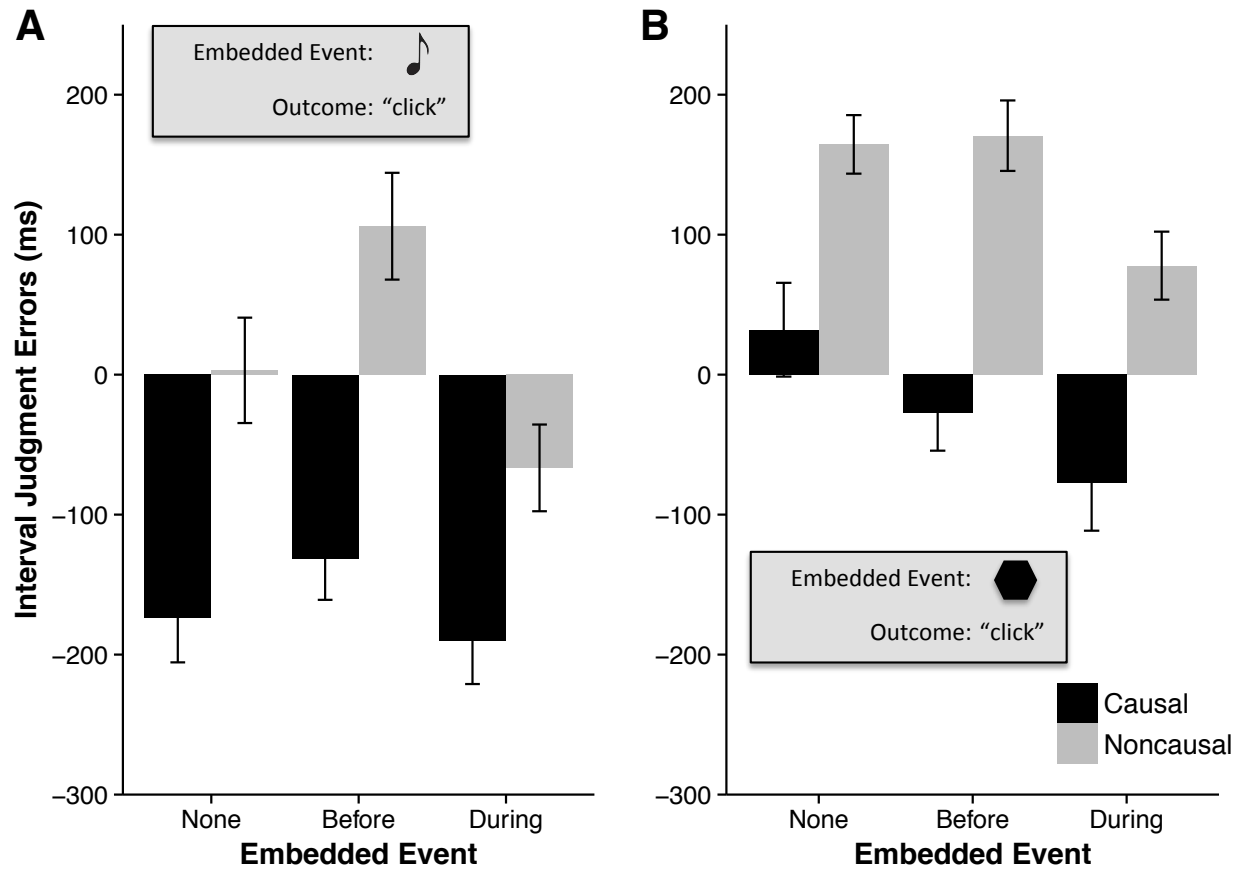 A
Embedded Event:
Outcome: “click”
Interval Judgment Errors (ms)
200
100
0
−100
−200
−300
None Before During
Embedded Event
B
200
100
0
−100
−200
−300
Embedded Event:
Outcome: “click”
Causal
Noncausal
None Before During
Embedded Event